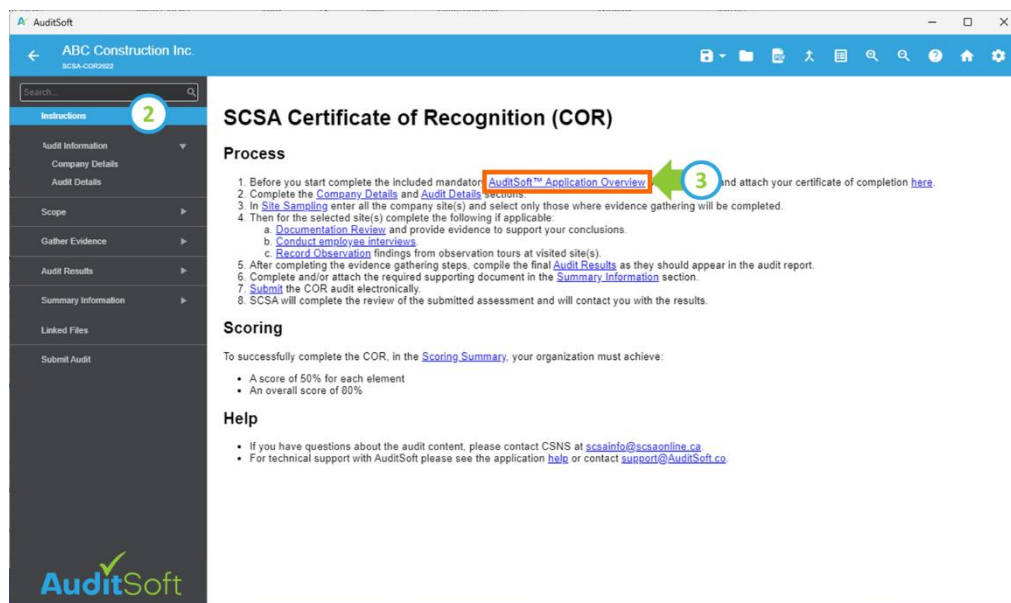 AuditSoft
ABC Construction Inc.
SCSA-COR2022
Search...
Instructions
2
Audit Information
Company Details
Audit Details
Scope
Gather Evidence
Audit Results
Summary Information
Linked Files
Submit Audit
AuditSoft
SCSA Certificate of Recognition (COR)
Process
1. Before you start complete the included mandatory AuditSoft™ Application Overview 3 and attach your certificate of completion here.
2. Complete the Company Details and Audit Details sections.
3. In Site Sampling enter all the company site(s) and select only those where evidence gathering will be completed.
4. Then for the selected site(s) complete the following if applicable:
a. Documentation Review and provide evidence to support your conclusions.
b. Conduct employee interviews.
c. Record Observation findings from observation tours at visited site(s).
5. After completing the evidence gathering steps, compile the final Audit Results as they should appear in the audit report.
6. Complete and/or attach the required supporting document in the Summary Information section.
7. Submit the COR audit electronically.
8. SCSA will complete the review of the submitted assessment and will contact you with the results.
Scoring
To successfully complete the COR, in the Scoring Summary, your organization must achieve:
• A score of 50% for each element
• An overall score of 80%
Help
• If you have questions about the audit content, please contact CSNS at scsainfo@scsaonline.ca.
• For technical support with AuditSoft please see the application help or contact support@AuditSoft.co.